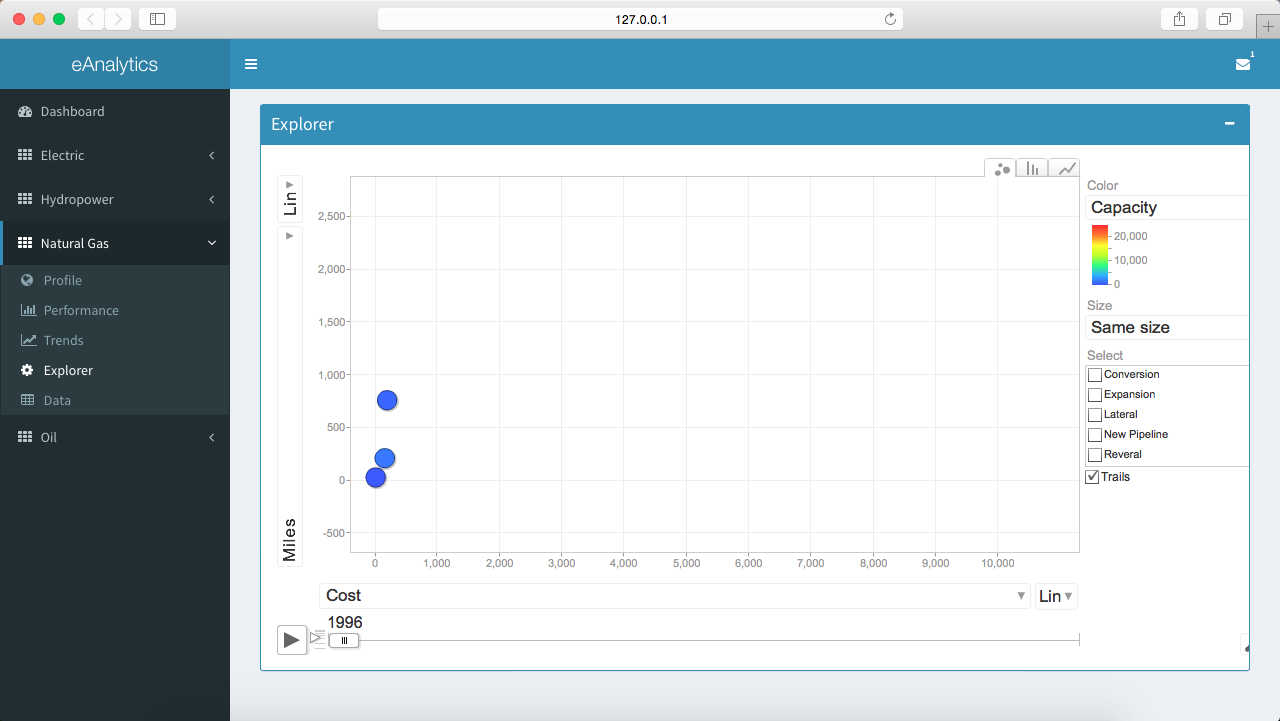 127.0.0.1
eAnalytics
1
Dashboard
Electric
Hydropower
Natural Gas
Profile
Performance
Trends
Explorer
Data
Oil
Explorer
Lin
Miles
2,500
2,000
1,500
1,000
500
0
-500
0 1,000 2,000 3,000 4,000 5,000 6,000 7,000 8,000 9,000 10,000
Cost
Lin
1996
Color
Capacity
20,000
10,000
0
Size
Same size
Select
Conversion
Expansion
Lateral
New Pipeline
Reveral
Trails